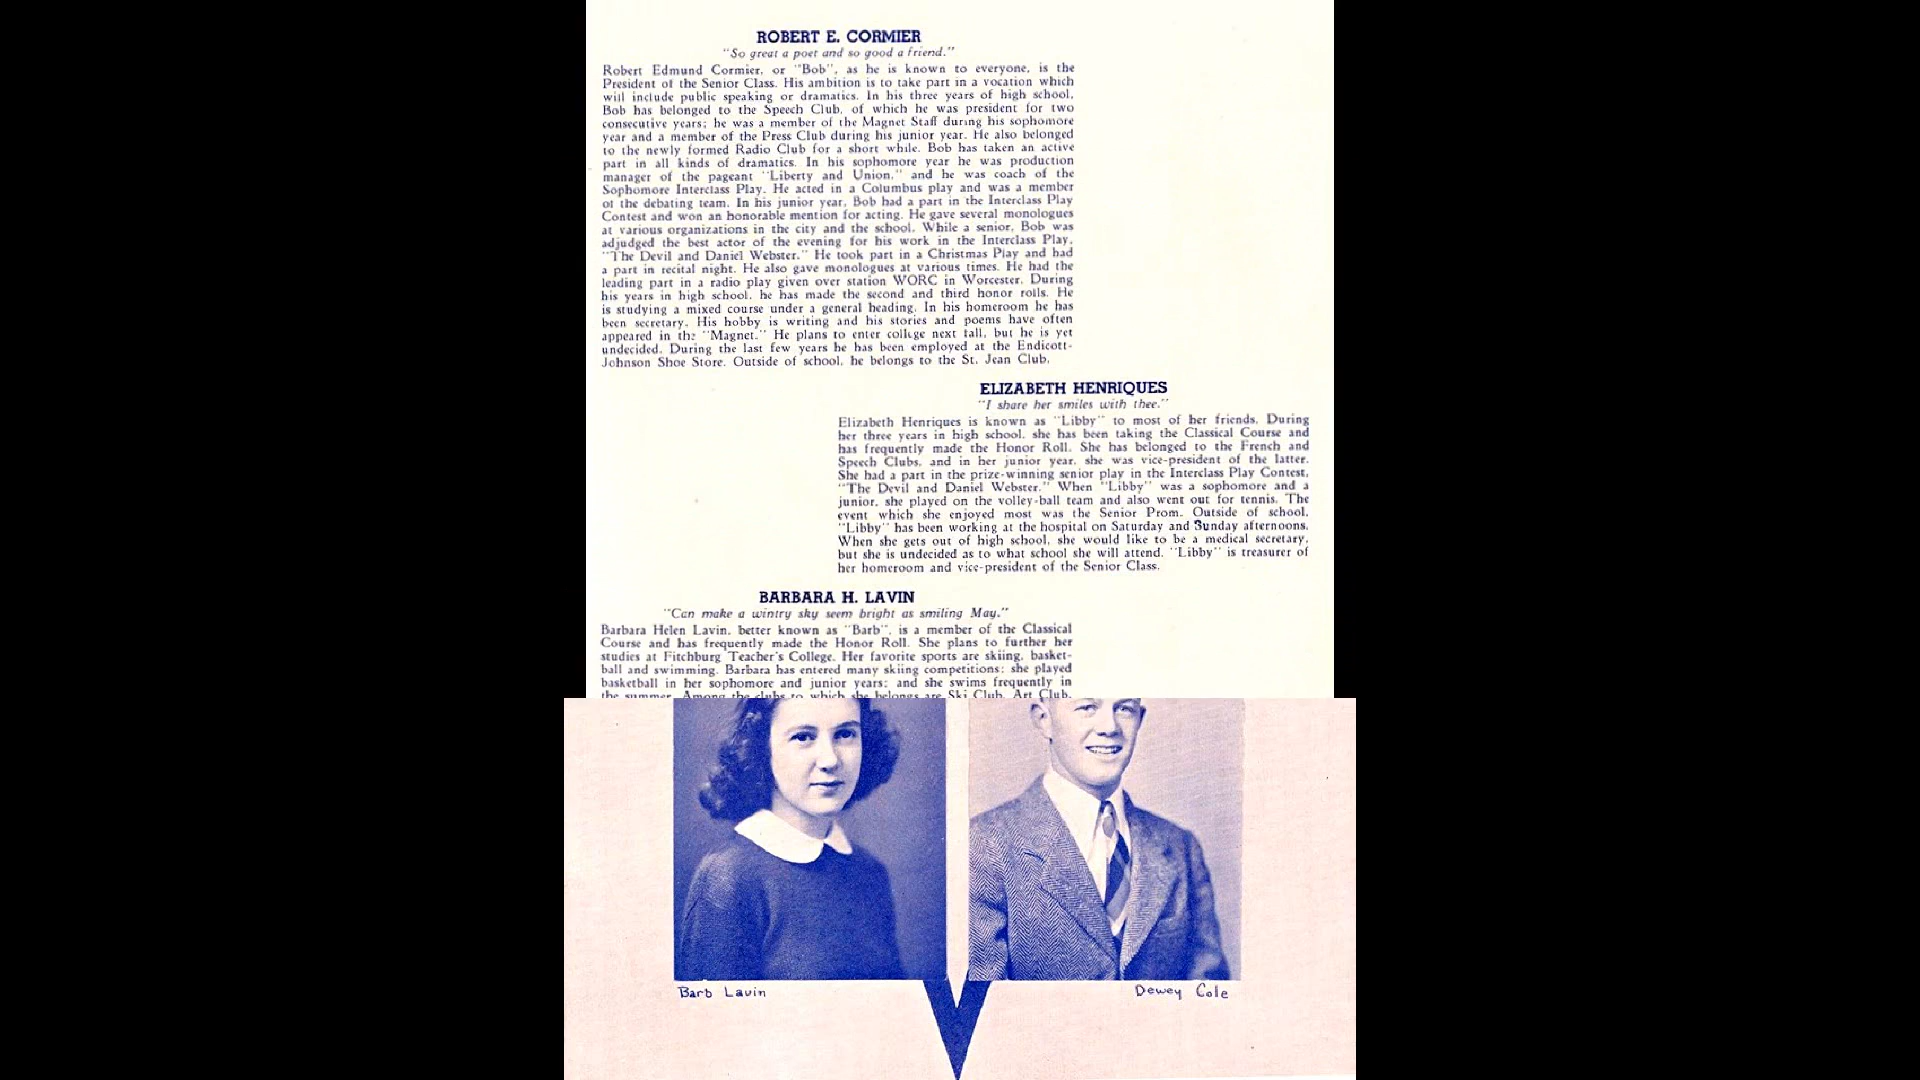 ROBERT E. CORMIER
"So great a poet and so good a friend."
Robert Edmund Cormier, or "Bob", as he is known to everyone, is the
President of the Senior Class. His ambition is to take part in a vocation which
will include public speaking or dramatics. In his three years of high school,
Bob has belonged to the Speech Club, of which he was president for two
consecutive years; he was a member of the Magnet Staff during his sophomore
year and a member of the Press Club during his junior year. He also belonged
to the newly formed Radio Club for a short while. Bob has taken an active
part in all kinds of dramatics. In his sophomore year he was production
manager of the pageant "Liberty and Union," and he was coach of the
Sophomore Interclass Play. He acted in a Columbus play and was a member
of the debating team. In his junior year, Bob had a part in the Interclass Play
Contest and won an honorable mention for acting. He gave several monologues
at various organizations in the city and the school. While a senior, Bob was
adjudged the best actor of the evening for his work in the Interclass Play,
"The Devil and Daniel Webster." He took part in a Christmas Play and had
a part in recital night. He also gave monologues at various times. He had the
leading part in a radio play given over station WORC in Worcester. During
his years in high school, he has made the second and third honor rolls. He
is studying a mixed course under a general heading. In his homeroom he has
been secretary. His hobby is writing and his stories and poems have often
appeared in the "Magnet." He plans to enter college next fall, but he is yet
undecided. During the last few years he has been employed at the Endicott-
Johnson Shoe Store. Outside of school, he belongs to the St. Jean Club.
ELIZABETH HENRIQUES
"I share her smiles with thee."
Elizabeth Henriques is known as "Libby" to most of her friends. During
her three years in high school, she has been taking the Classical Course and
has frequently made the Honor Roll. She has belonged to the French and
Speech Clubs, and in her junior year, she was vice-president of the latter.
She had a part in the prize-winning senior play in the Interclass Play Contest,
"The Devil and Daniel Webster." When "Libby" was a sophomore and a
junior, she played on the volley-ball team and also went out for tennis. The
event which she enjoyed most was the Senior Prom. Outside of school,
"Libby" has been working at the hospital on Saturday and Sunday afternoons.
When she gets out of high school, she would like to be a medical secretary,
but she is undecided as to what school she will attend. "Libby" is treasurer of
her homeroom and vice-president of the Senior Class.
BARBARA H. LAVIN
"Can make a wintry sky seem bright as smiling May."
Barbara Helen Lavin, better known as "Barb", is a member of the Classical
Course and has frequently made the Honor Roll. She plans to further her
studies at Fitchburg Teacher's College. Her favorite sports are skiing, basket-
ball and swimming. Barbara has entered many skiing competitions; she played
basketball in her sophomore and junior years; and she swims frequently in
the summer. Among the clubs to which she belongs are Ski Club, Art Club,
Barb Lavin
Dewey Cole